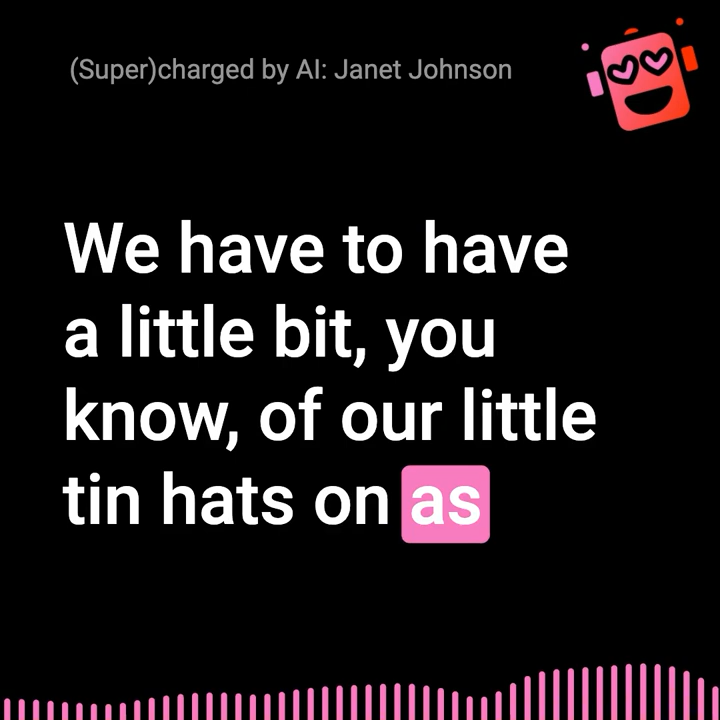 (Super)charged by AI: Janet Johnson
We have to have
a little bit, you
know, of our little
tin hats on as